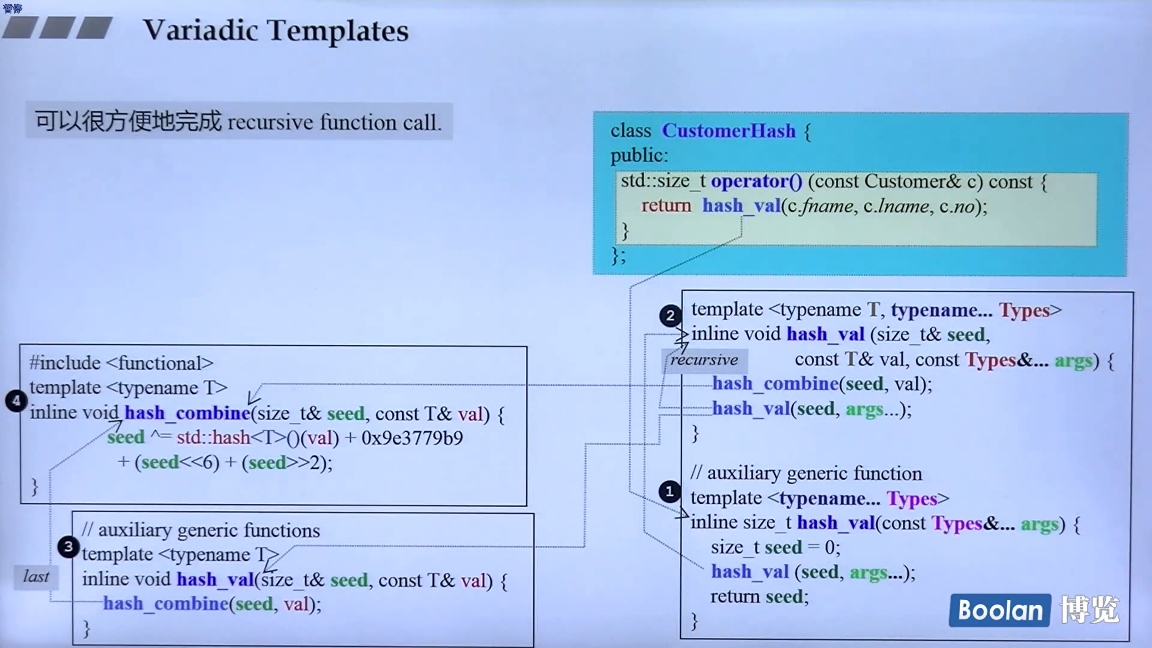 暂停
Variadic Templates
可以很方便地完成 recursive function call.
class CustomerHash {
public:
std::size_t operator() (const Customer& c) const {
return hash_val(c.fname, c.lname, c.no);
}
};
2
template <typename T, typename... Types>
inline void hash_val (size_t& seed,
recursive
const T& val, const Types&... args) {
hash_combine(seed, val);
hash_val(seed, args...);
}
1
// auxiliary generic function
template <typename... Types>
inline size_t hash_val(const Types&... args) {
size_t seed = 0;
hash_val (seed, args...);
return seed;
}
4
#include <functional>
template <typename T>
inline void hash_combine(size_t& seed, const T& val) {
seed ^= std::hash<T>()(val) + 0x9e3779b9
+ (seed<<6) + (seed>>2);
}
3
// auxiliary generic functions
template <typename T>
inline void hash_val(size_t& seed, const T& val) {
last
hash_combine(seed, val);
}
Boolan 博览